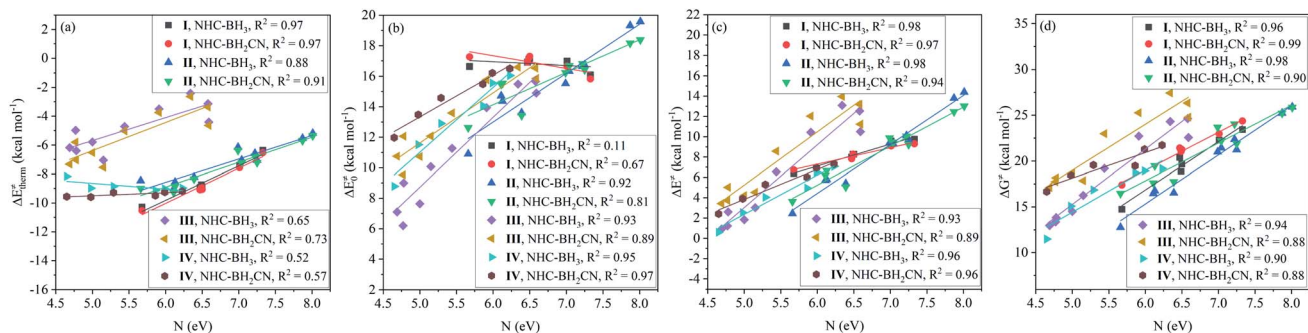 (a)
I, NHC-BH₃, R² = 0.97
I, NHC-BH₂CN, R² = 0.97
II, NHC-BH₃, R² = 0.88
II, NHC-BH₂CN, R² = 0.91
III, NHC-BH₃, R² = 0.65
III, NHC-BH₂CN, R² = 0.73
IV, NHC-BH₃, R² = 0.52
IV, NHC-BH₂CN, R² = 0.57
4
2
0
-2
-4
-6
-8
-10
-12
-14
-16
4.5 5.0 5.5 6.0 6.5 7.0 7.5 8.0
N (eV)
(b)
ΔE₀^≠ (kcal mol⁻¹)
I, NHC-BH₃, R² = 0.11
I, NHC-BH₂CN, R² = 0.67
II, NHC-BH₃, R² = 0.92
II, NHC-BH₂CN, R² = 0.81
III, NHC-BH₃, R² = 0.93
III, NHC-BH₂CN, R² = 0.89
IV, NHC-BH₃, R² = 0.95
IV, NHC-BH₂CN, R² = 0.97
20
18
16
14
12
10
8
6
4
2
0
4.5 5.0 5.5 6.0 6.5 7.0 7.5 8.0
N (eV)
(c)
ΔE^≠ (kcal mol⁻¹)
I, NHC-BH₃, R² = 0.98
I, NHC-BH₂CN, R² = 0.97
II, NHC-BH₃, R² = 0.98
II, NHC-BH₂CN, R² = 0.94
III, NHC-BH₃, R² = 0.93
III, NHC-BH₂CN, R² = 0.89
IV, NHC-BH₃, R² = 0.96
IV, NHC-BH₂CN, R² = 0.96
24
22
20
18
16
14
12
10
8
6
4
2
0
-2
-4
-6
4.5 5.0 5.5 6.0 6.5 7.0 7.5 8.0
N (eV)
(d)
ΔG^≠ (kcal mol⁻¹)
I, NHC-BH₃, R² = 0.96
I, NHC-BH₂CN, R² = 0.99
II, NHC-BH₃, R² = 0.98
II, NHC-BH₂CN, R² = 0.90
III, NHC-BH₃, R² = 0.94
III, NHC-BH₂CN, R² = 0.88
IV, NHC-BH₃, R² = 0.90
IV, NHC-BH₂CN, R² = 0.88
35
30
25
20
15
10
4.5 5.0 5.5 6.0 6.5 7.0 7.5 8.0
N (eV)